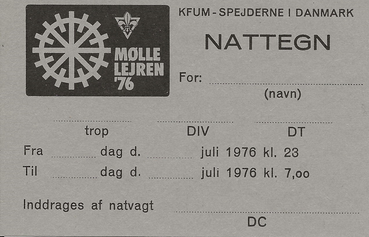 KFUM - SPEJDERNE I DANMARK
MØLLE
LEJREN
'76
NATTEGN
For:
(navn)
trop DIV DT
Fra dag d. juli 1976 kl. 23
Til dag d. juli 1976 kl. 7,00
Inddrages af natvagt
DC